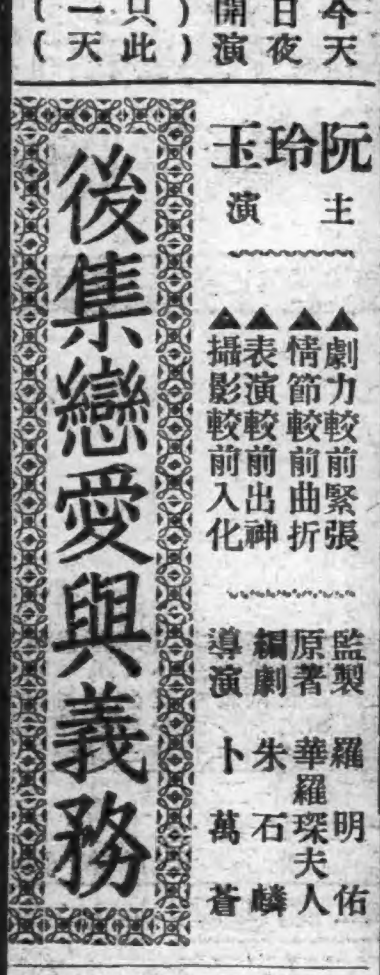 今天
日夜
開演
（只此
一天）
阮玲玉
主演
▲劇力較前緊張
▲情節較前曲折
▲表演較前出神
▲攝影較前入化
監製　羅明佑
原著　華羅琛夫人
編劇　朱石麟
導演　卜萬蒼
後集戀愛與義務